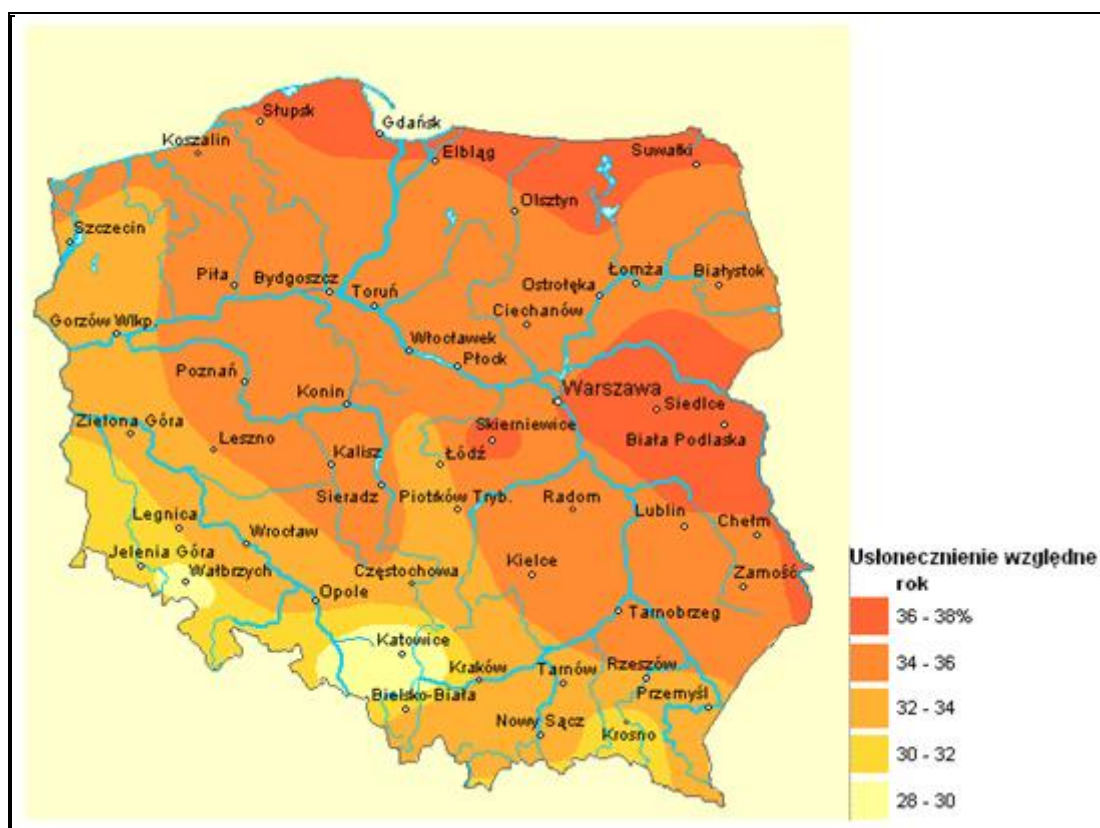 Słupsk
Gdańsk
Koszalin
Elbląg
Suwałki
Olsztyn
Szczecin
Piła
Bydgoszcz
Toruń
Ostrołęka
Łomża
Białystok
Ciechanów
Gorzów Wlkp.
Włocławek
Płock
Poznań
Konin
Warszawa
Siedlce
Skierniewice
Biała Podlaska
Zielona Góra
Leszno
Kalisz
Łódź
Sieradz
Piotrków Tryb.
Radom
Lublin
Chełm
Legnica
Wrocław
Jelenia Góra
Wałbrzych
Częstochowa
Kielce
Zamość
Opole
Tarnobrzeg
Katowice
Kraków
Tarnów
Rzeszów
Przemyśl
Bielsko-Biała
Nowy Sącz
Krosno
Usłonecznienie względne
rok
36 - 38%
34 - 36
32 - 34
30 - 32
28 - 30